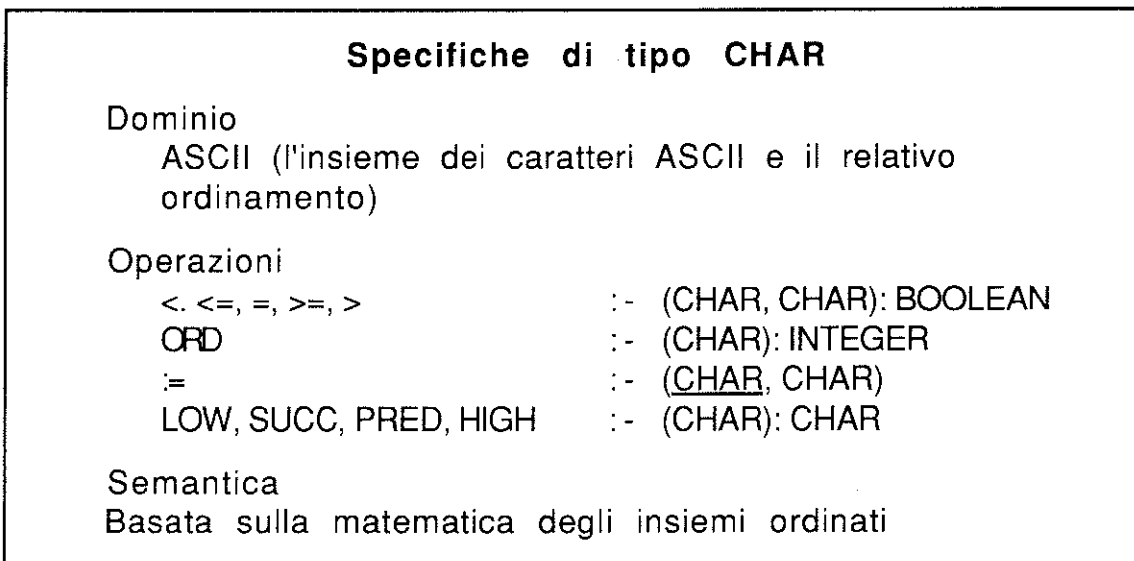 Specifiche di tipo CHAR
Dominio
ASCII (l'insieme dei caratteri ASCII e il relativo
ordinamento)
Operazioni
<. <=, =, >=, > :- (CHAR, CHAR): BOOLEAN
ORD :- (CHAR): INTEGER
:= :- (CHAR, CHAR)
LOW, SUCC, PRED, HIGH :- (CHAR): CHAR
Semantica
Basata sulla matematica degli insiemi ordinati